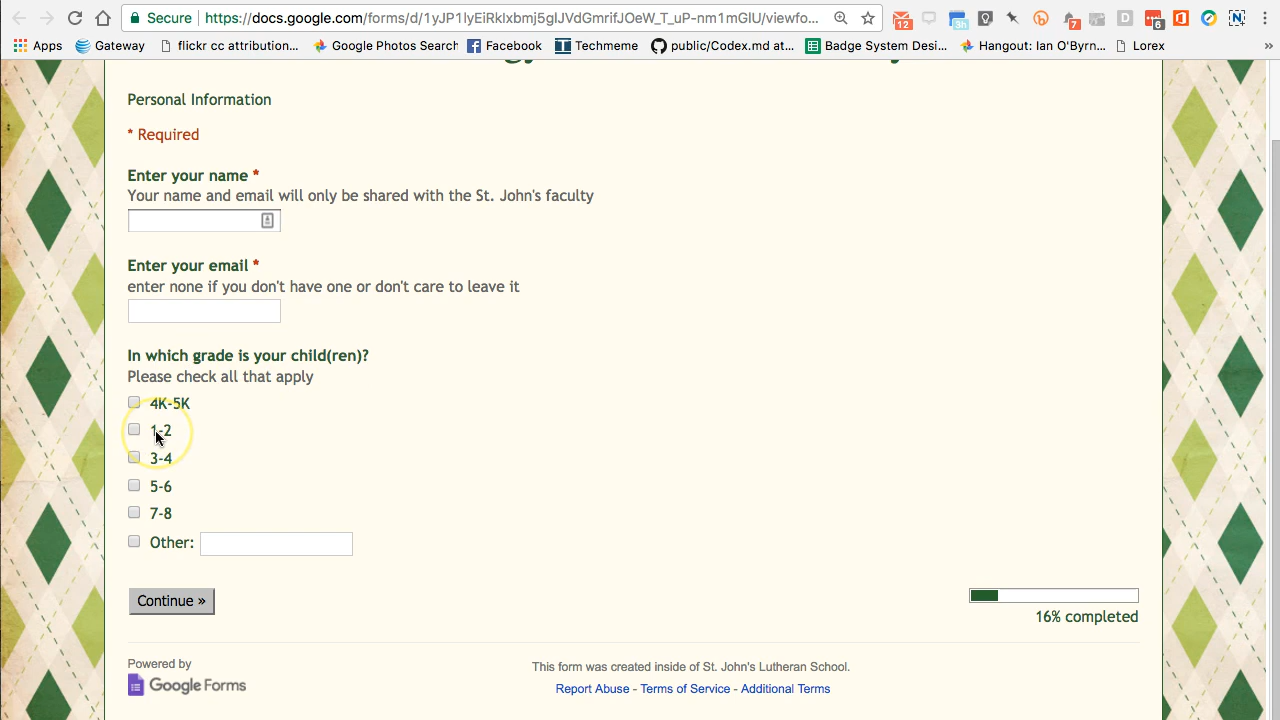 Secure https://docs.google.com/forms/d/1yJP1IyEiRklxbmj5gIJVdGmrifJOeW_T_uP-nm1mGlU/viewfo...
12
3h
7
6
Apps Gateway flickr cc attribution... Google Photos Search Facebook Techmeme public/Codex.md at... Badge System Desi... Hangout: Ian O'Byrn... Lorex »
Personal Information
* Required
Enter your name *
Your name and email will only be shared with the St. John's faculty
Enter your email *
enter none if you don't have one or don't care to leave it
In which grade is your child(ren)?
Please check all that apply
4K-5K
1-2
3-4
5-6
7-8
Other:
Continue »
16% completed
Powered by
Google Forms
This form was created inside of St. John's Lutheran School.
Report Abuse - Terms of Service - Additional Terms